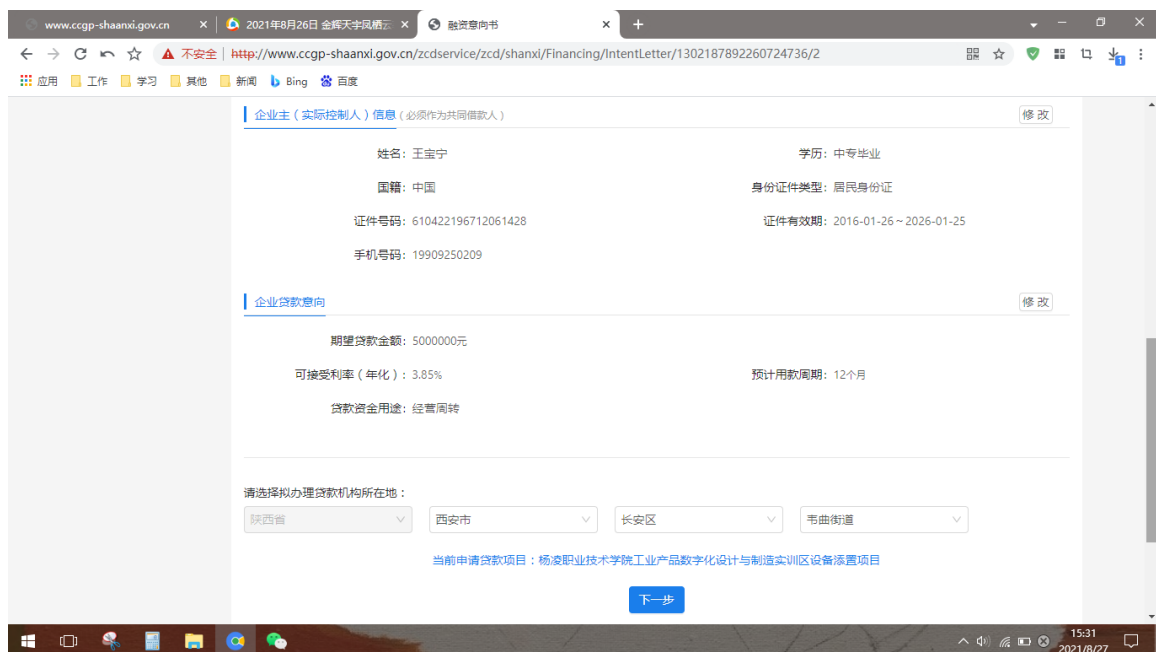 www.ccgp-shaanxi.gov.cn
2021年8月26日 金辉天宇凤栖云
融资意向书
不安全 http://www.ccgp-shaanxi.gov.cn/zcdservice/zcd/shanxi/Financing/IntentLetter/1302187892260724736/2
应用 工作 学习 其他 新闻 Bing 百度
企业主（实际控制人）信息（必须作为共同借款人） 修改
姓名：王宝宁 学历：中专毕业
国籍：中国 身份证件类型：居民身份证
证件号码：610422196712061428 证件有效期：2016-01-26～2026-01-25
手机号码：19909250209
企业贷款意向 修改
期望贷款金额：5000000元
可接受利率（年化）：3.85% 预计用款周期：12个月
贷款资金用途：经营周转
请选择拟办理贷款机构所在地：
陕西省 西安市 长安区 韦曲街道
当前申请贷款项目：杨凌职业技术学院工业产品数字化设计与制造实训区设备添置项目
下一步
15:31
2021/8/27